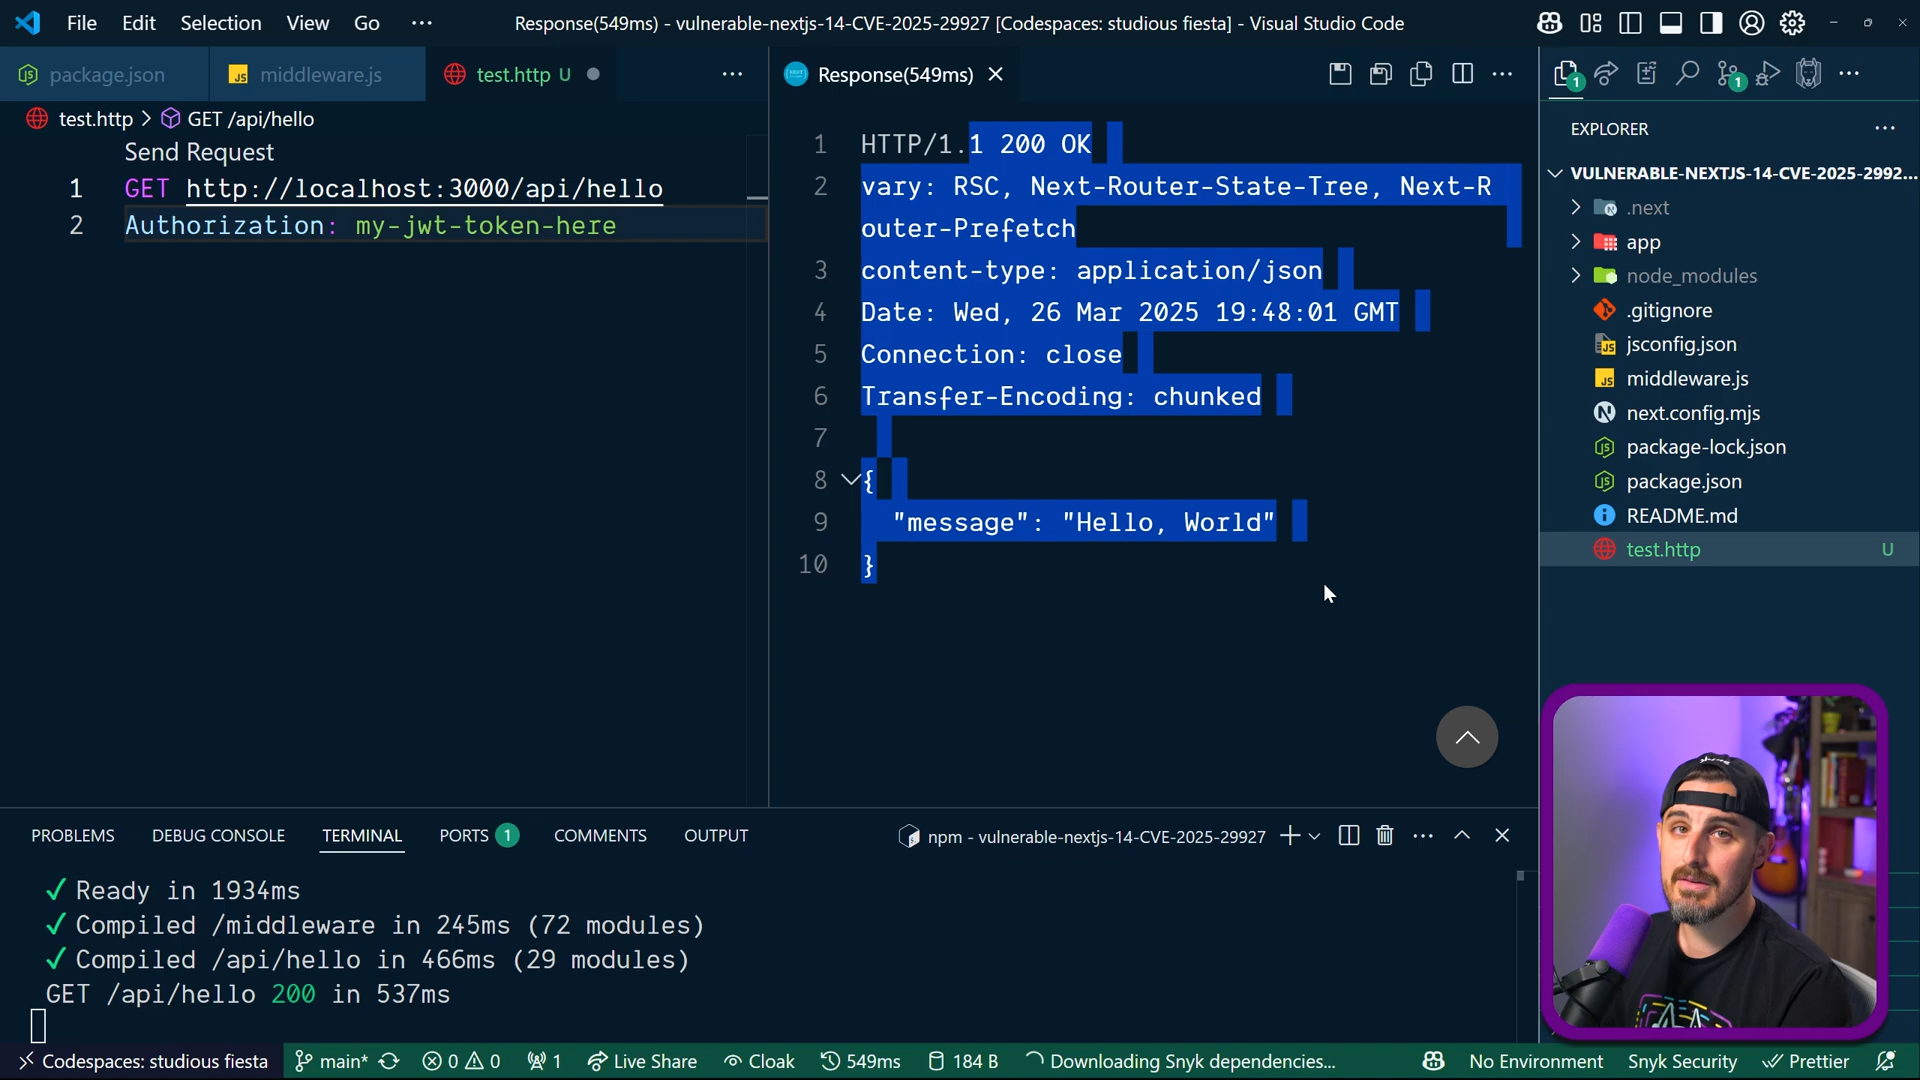 File Edit Selection View Go ...
Response(549ms) - vulnerable-nextjs-14-CVE-2025-29927 [Codespaces: studious fiesta] - Visual Studio Code
package.json
middleware.js
test.http U
Response(549ms)
test.http > GET /api/hello
Send Request
1 GET http://localhost:3000/api/hello
2 Authorization: my-jwt-token-here
1 HTTP/1.1 200 OK
2 vary: RSC, Next-Router-State-Tree, Next-R
outer-Prefetch
3 content-type: application/json
4 Date: Wed, 26 Mar 2025 19:48:01 GMT
5 Connection: close
6 Transfer-Encoding: chunked
7
8 {
9 "message": "Hello, World"
10 }
1
1
EXPLORER
VULNERABLE-NEXTJS-14-CVE-2025-2992...
.next
app
node_modules
.gitignore
jsconfig.json
middleware.js
next.config.mjs
package-lock.json
package.json
README.md
test.http U
PROBLEMS DEBUG CONSOLE TERMINAL PORTS 1 COMMENTS OUTPUT
npm - vulnerable-nextjs-14-CVE-2025-29927
✓ Ready in 1934ms
✓ Compiled /middleware in 245ms (72 modules)
✓ Compiled /api/hello in 466ms (29 modules)
GET /api/hello 200 in 537ms
Codespaces: studious fiesta main* 0 0 1 Live Share Cloak 549ms 184 B Downloading Snyk dependencies... No Environment Snyk Security Prettier